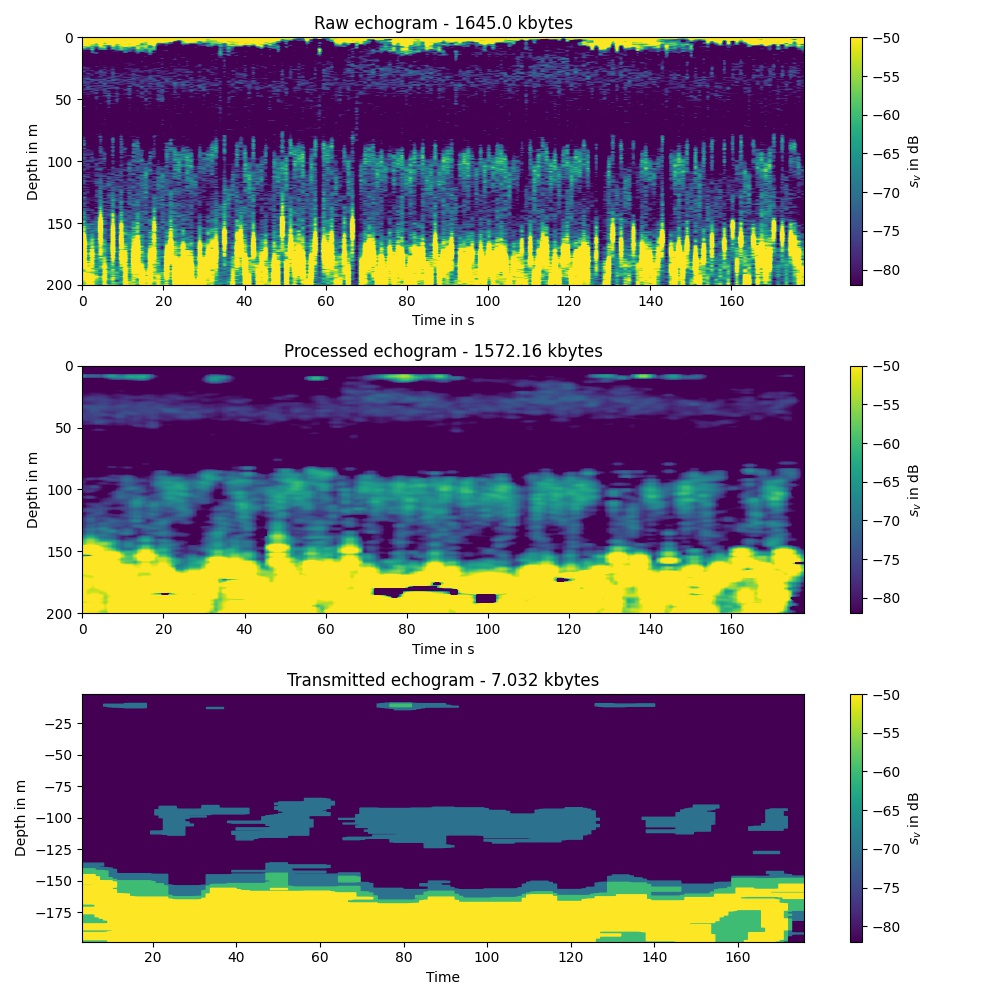 Raw echogram - 1645.0 kbytes
0
50
100
150
200
Depth in m
0 20 40 60 80 100 120 140 160
Time in s
−50
−55
−60
−65
−70
−75
−80
sv in dB
Processed echogram - 1572.16 kbytes
0
50
100
150
200
Depth in m
0 20 40 60 80 100 120 140 160
Time in s
−50
−55
−60
−65
−70
−75
−80
sv in dB
Transmitted echogram - 7.032 kbytes
−25
−50
−75
−100
−125
−150
−175
Depth in m
20 40 60 80 100 120 140 160
Time
−50
−55
−60
−65
−70
−75
−80
sv in dB